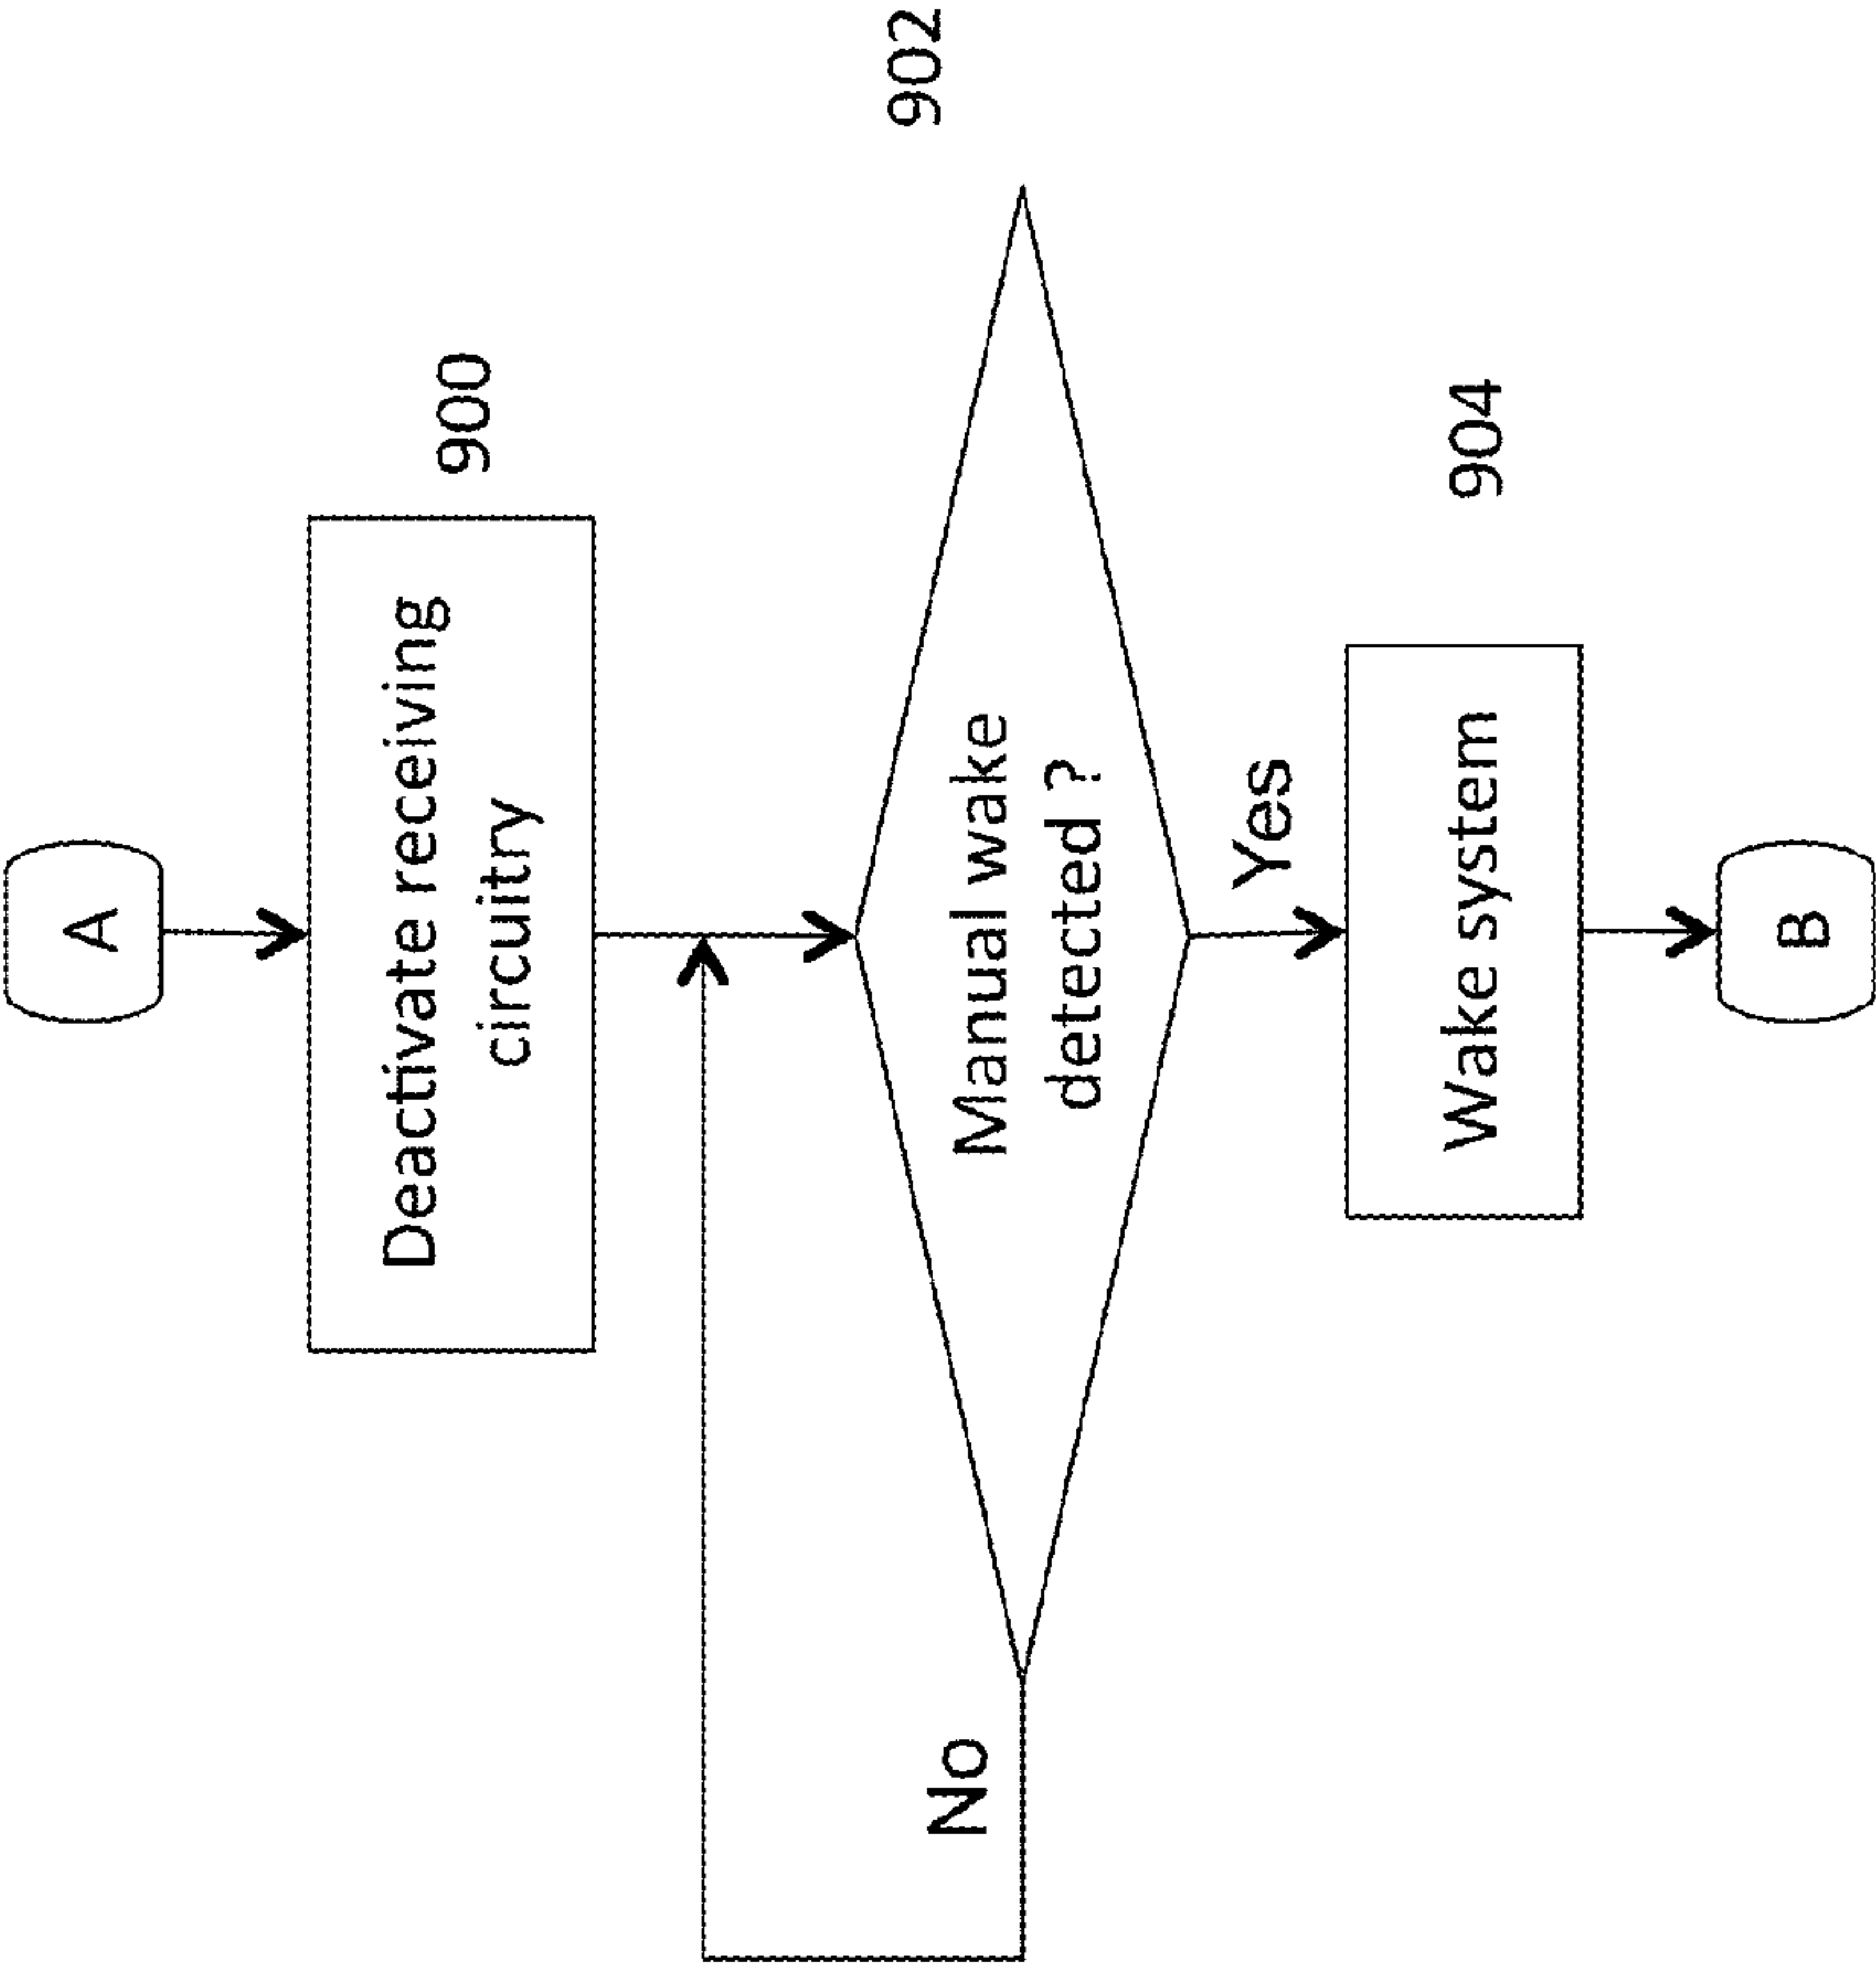 A
Deactivate receiving
circuitry
900
Manual wake
detected ?
902
No
Yes
Wake system
904
B